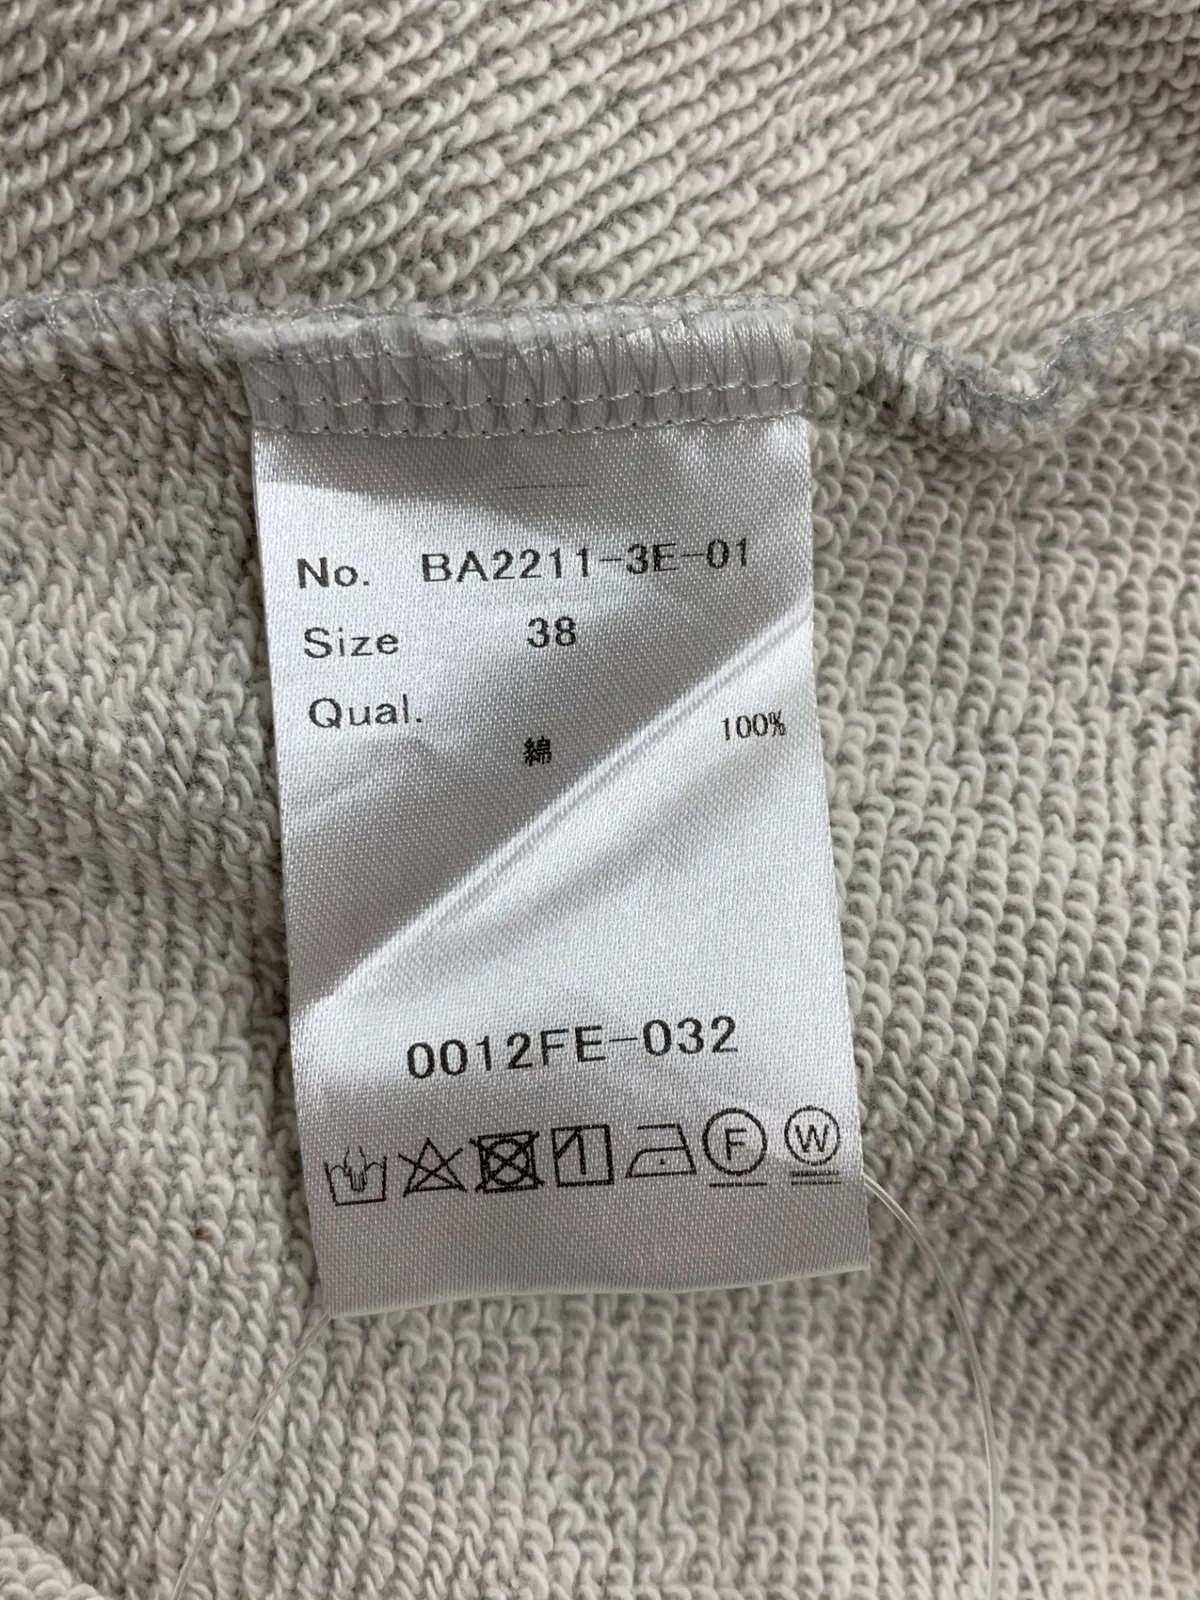 No. BA2211-3E-01
Size 38
Qual.
綿 100%
0012FE-032
F W